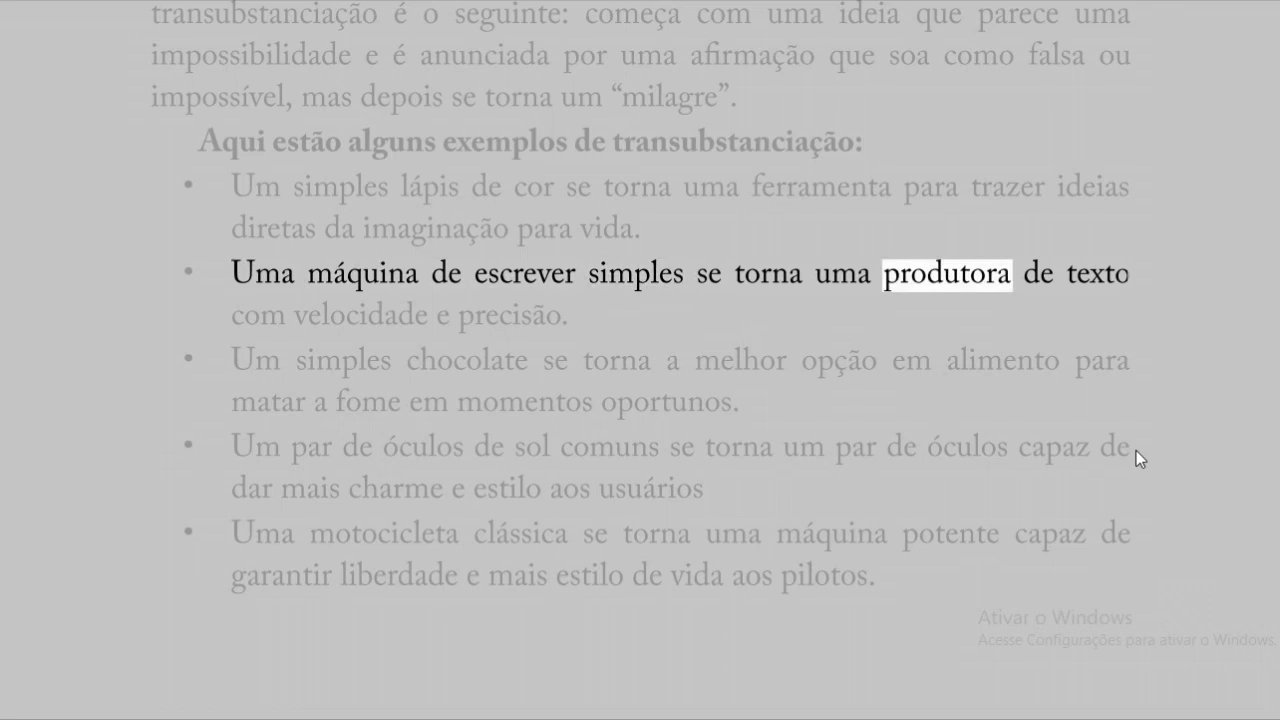 transubstanciação é o seguinte: começa com uma ideia que parece uma
impossibilidade e é anunciada por uma afirmação que soa como falsa ou
impossível, mas depois se torna um “milagre”.
Aqui estão alguns exemplos de transubstanciação:
• Um simples lápis de cor se torna uma ferramenta para trazer ideias
diretas da imaginação para vida.
• Uma máquina de escrever simples se torna uma produtora de texto
com velocidade e precisão.
• Um simples chocolate se torna a melhor opção em alimento para
matar a fome em momentos oportunos.
• Um par de óculos de sol comuns se torna um par de óculos capaz de
dar mais charme e estilo aos usuários
• Uma motocicleta clássica se torna uma máquina potente capaz de
garantir liberdade e mais estilo de vida aos pilotos.
Ativar o Windows
Acesse Configurações para ativar o Windows.